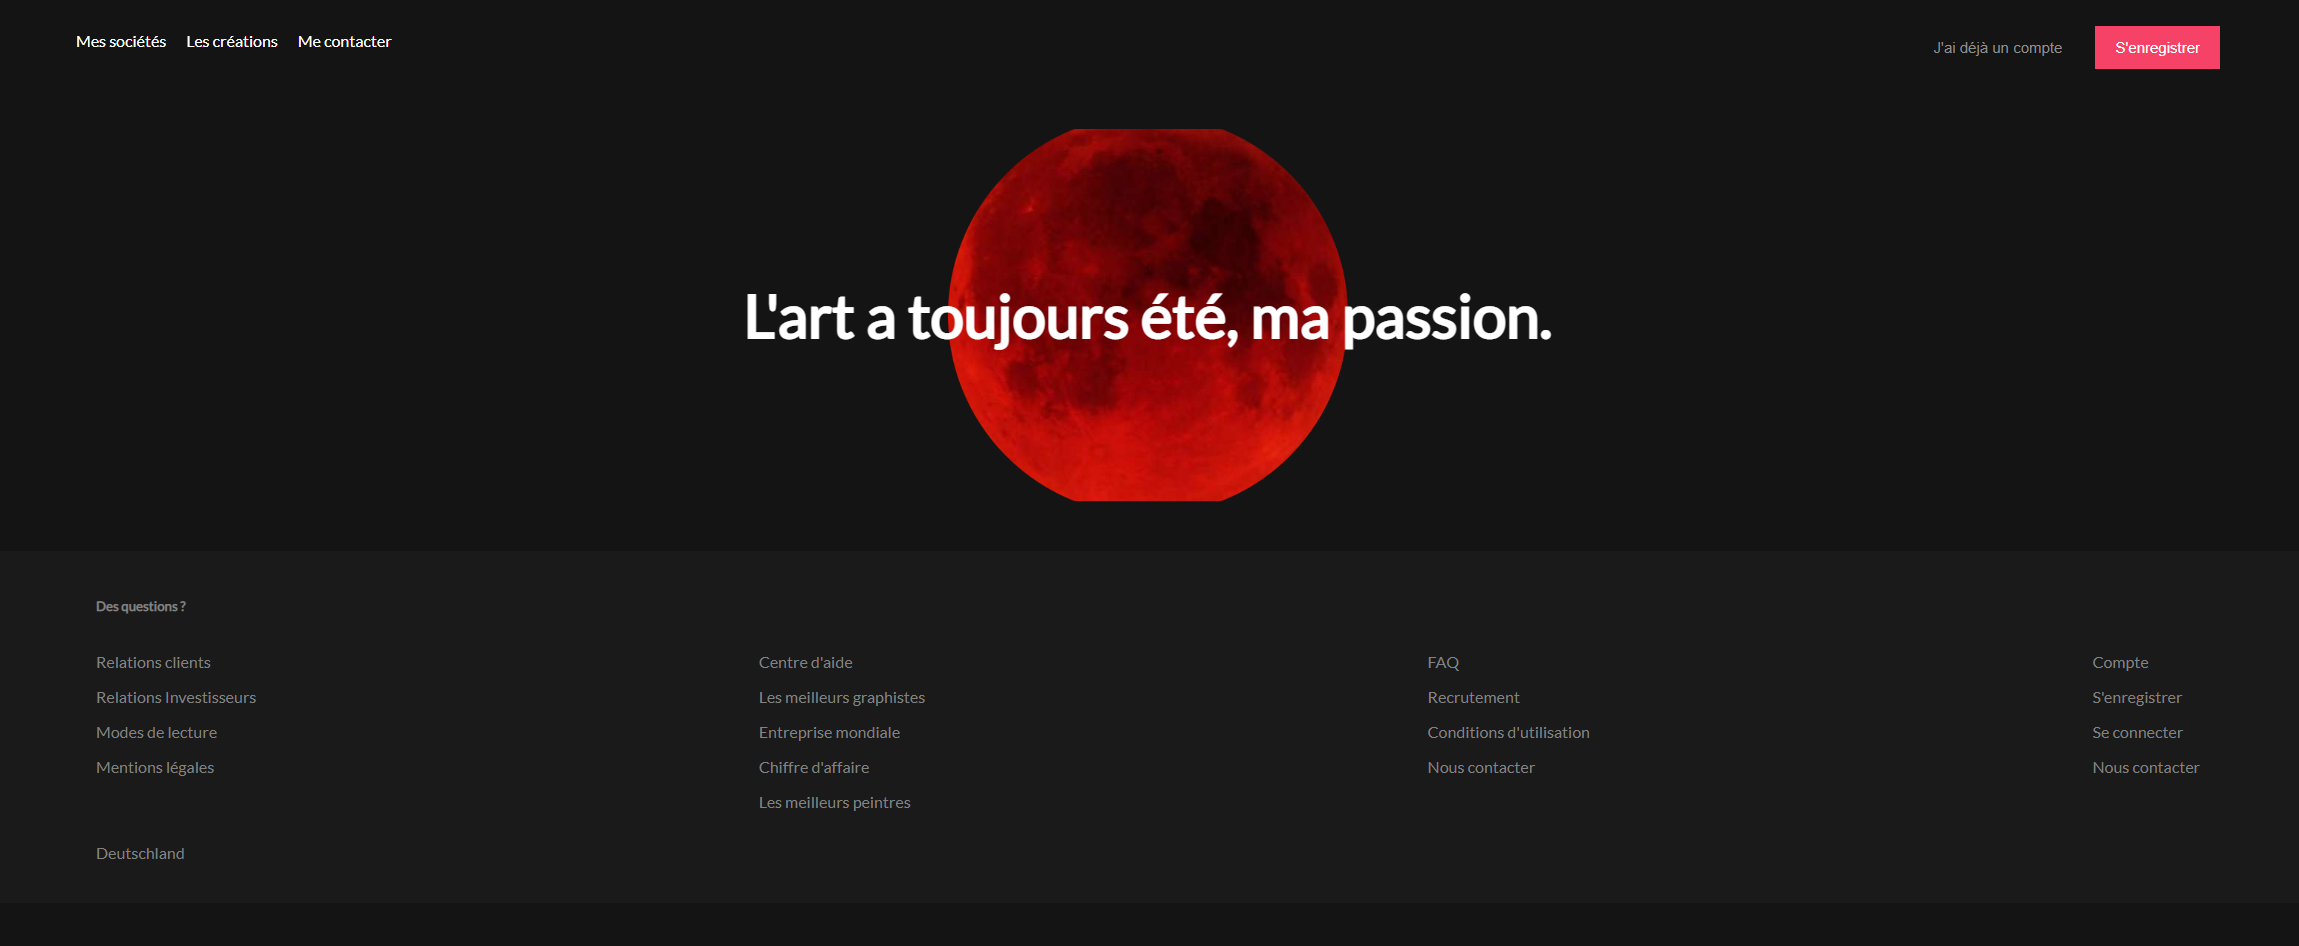 Mes sociétés Les créations Me contacter
J'ai déjà un compte S'enregistrer
L'art a toujours été, ma passion.
Des questions ?
Relations clients
Relations Investisseurs
Modes de lecture
Mentions légales
Centre d'aide
Les meilleurs graphistes
Entreprise mondiale
Chiffre d'affaire
Les meilleurs peintres
FAQ
Recrutement
Conditions d'utilisation
Nous contacter
Compte
S'enregistrer
Se connecter
Nous contacter
Deutschland